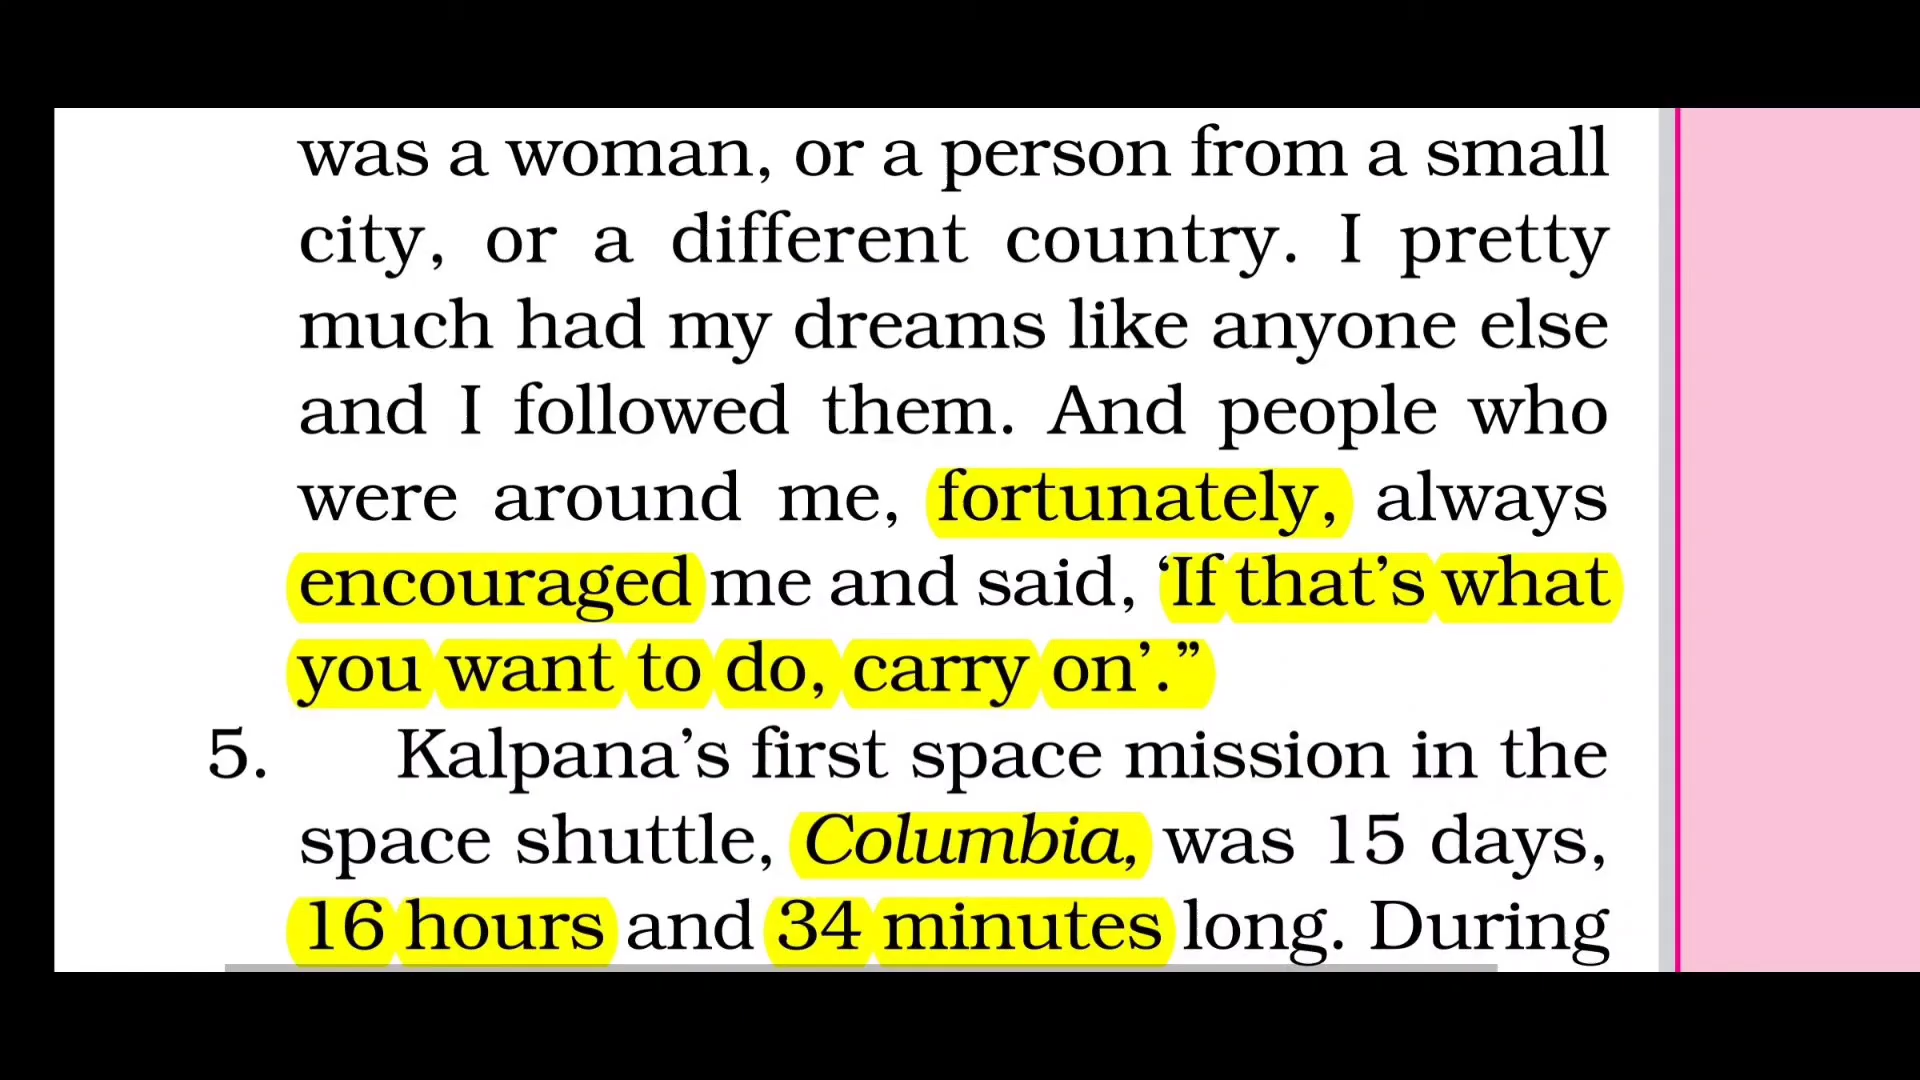 was a woman, or a person from a small
city, or a different country. I pretty
much had my dreams like anyone else
and I followed them. And people who
were around me, fortunately, always
encouraged me and said, ‘If that’s what
you want to do, carry on’.”
5. Kalpana’s first space mission in the
space shuttle, Columbia, was 15 days,
16 hours and 34 minutes long. During